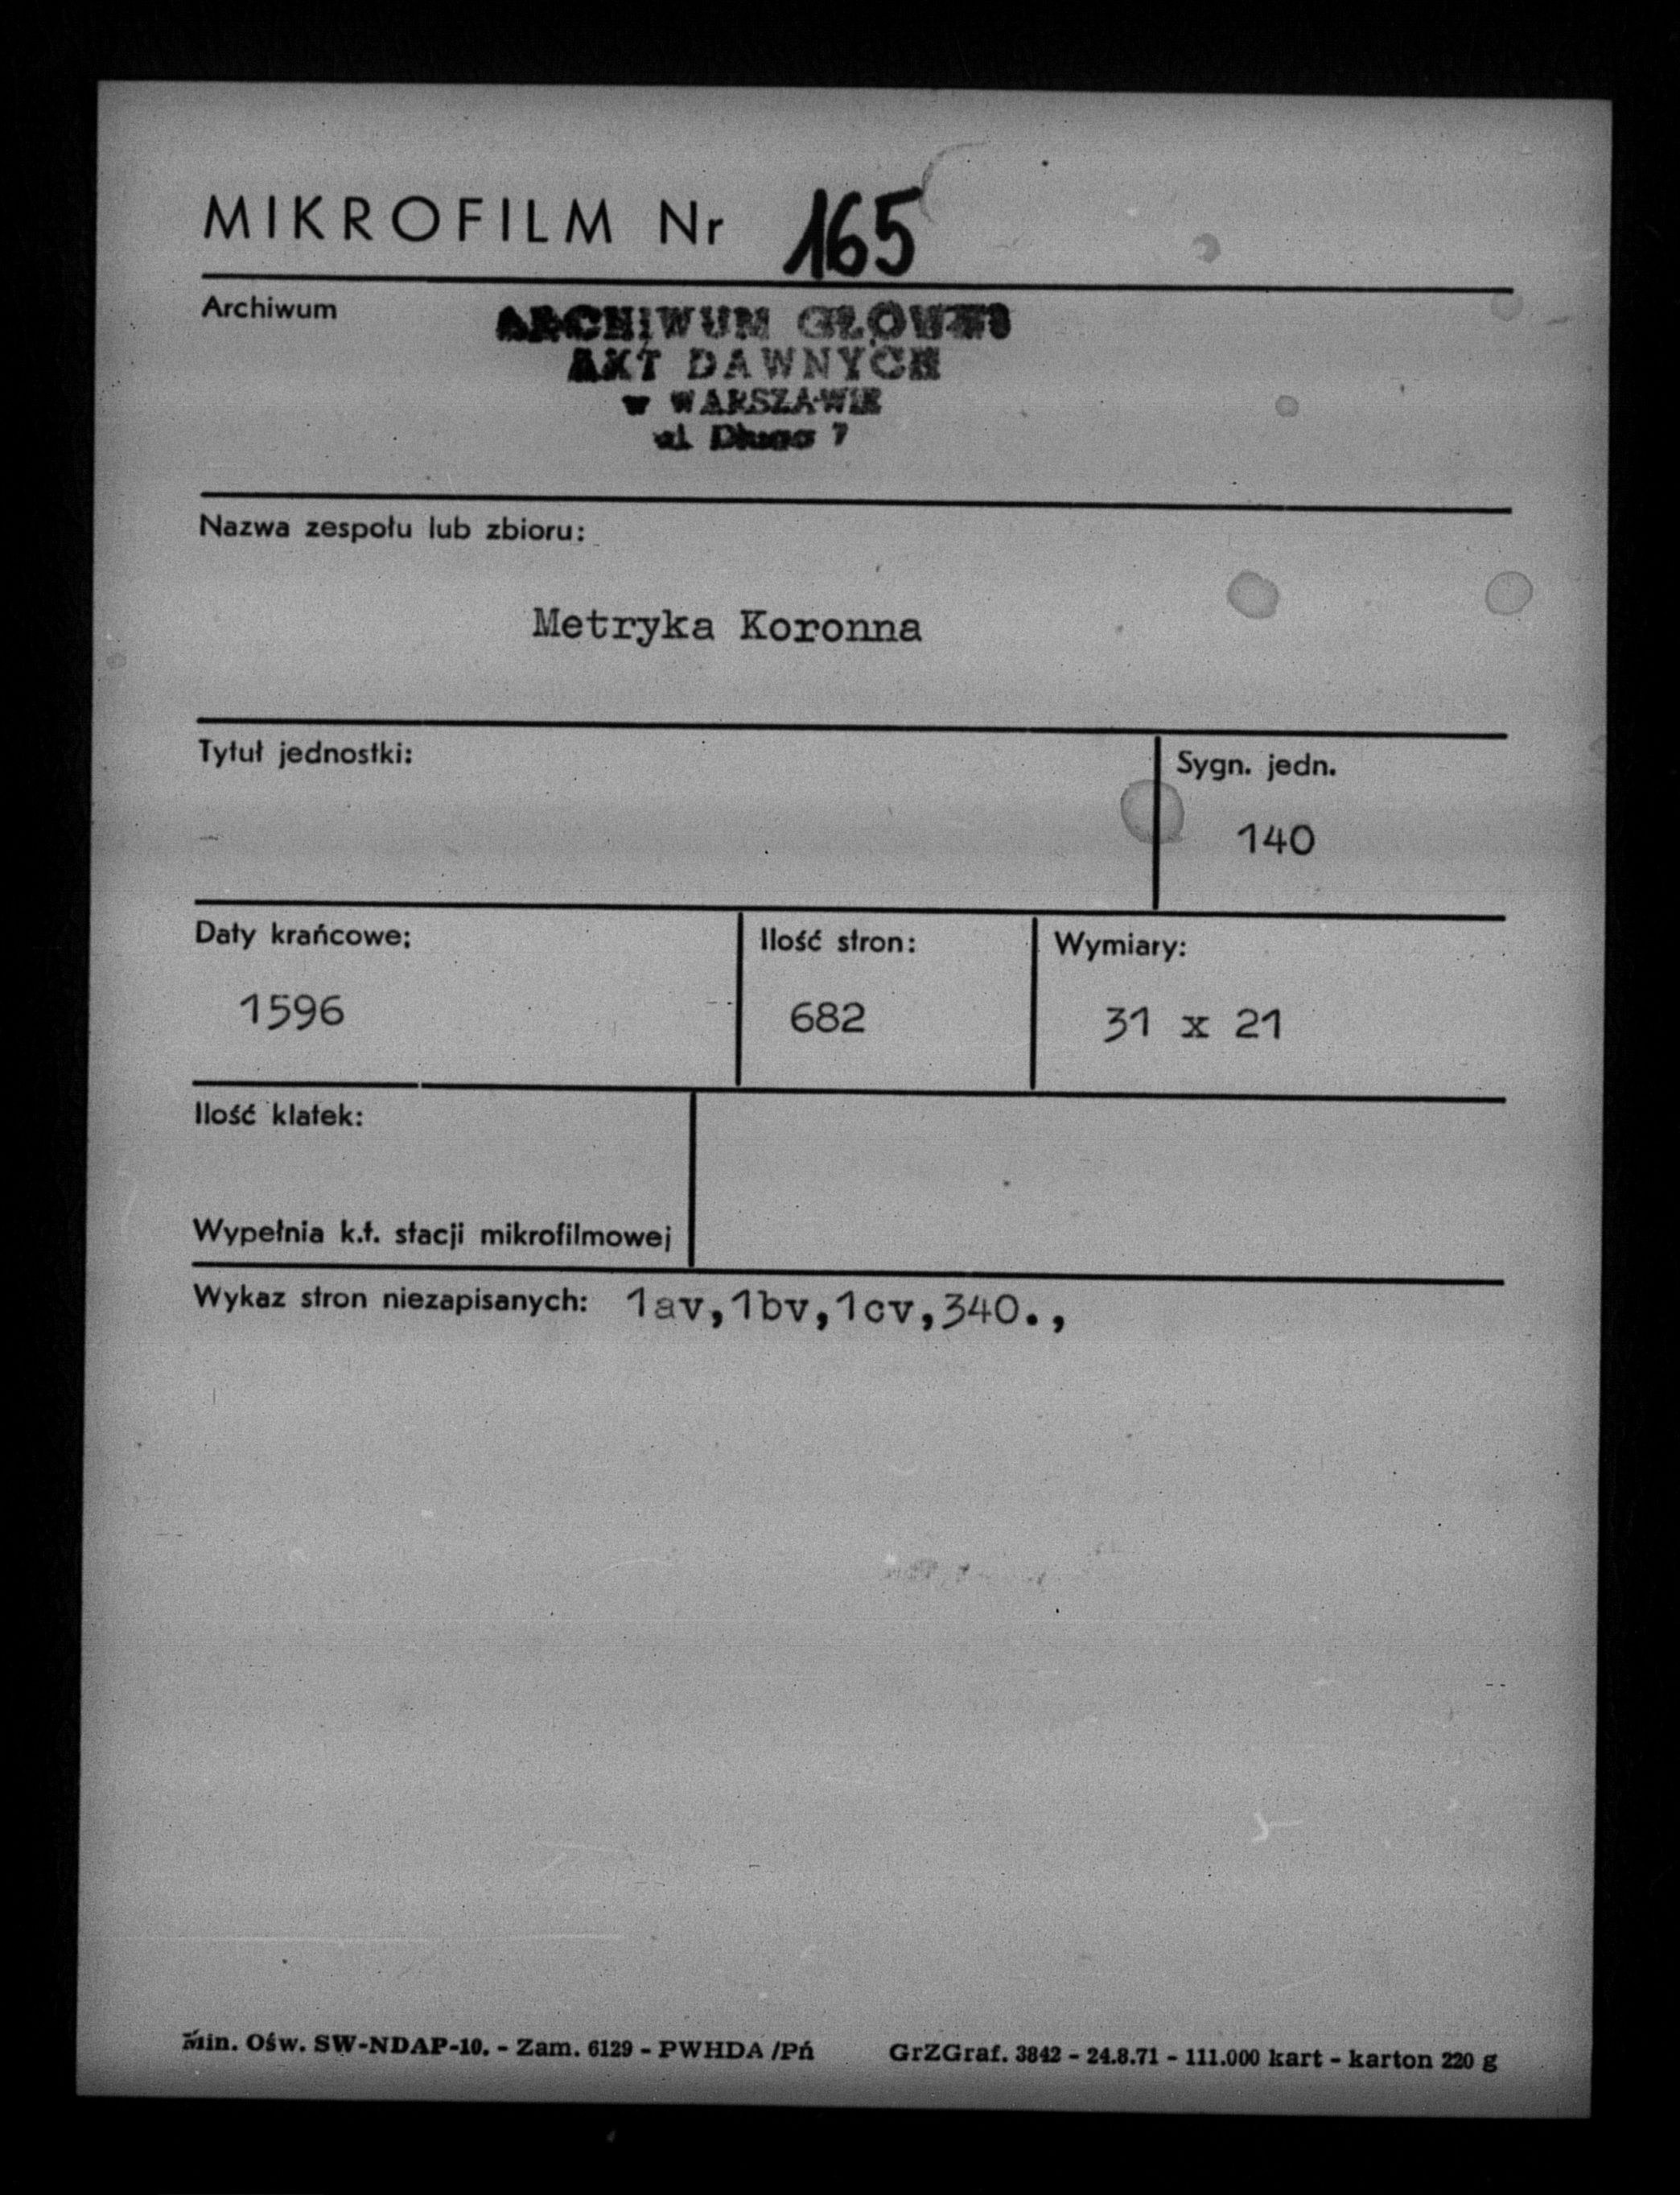 MIKROFILM Nr 165
Archiwum
ARCHIWUM GŁÓWNE
AKT DAWNYCH
w WARSZAWIE
ul Długa 7
Nazwa zespołu lub zbioru:
Metryka Koronna
Tytuł jednostki:
Sygn. jedn.
140
Daty krańcowe:
Ilość stron:
Wymiary:
1596
682
31 x 21
Ilość klatek:
Wypełnia k.t. stacji mikrofilmowej
Wykaz stron niezapisanych: 1av,1bv,1cv,340.,
Min. Ośw. SW-NDAP-10. - Zam. 6129 - PWHDA /Pń GrZGraf. 3842 - 24.8.71 - 111.000 kart - karton 220 g